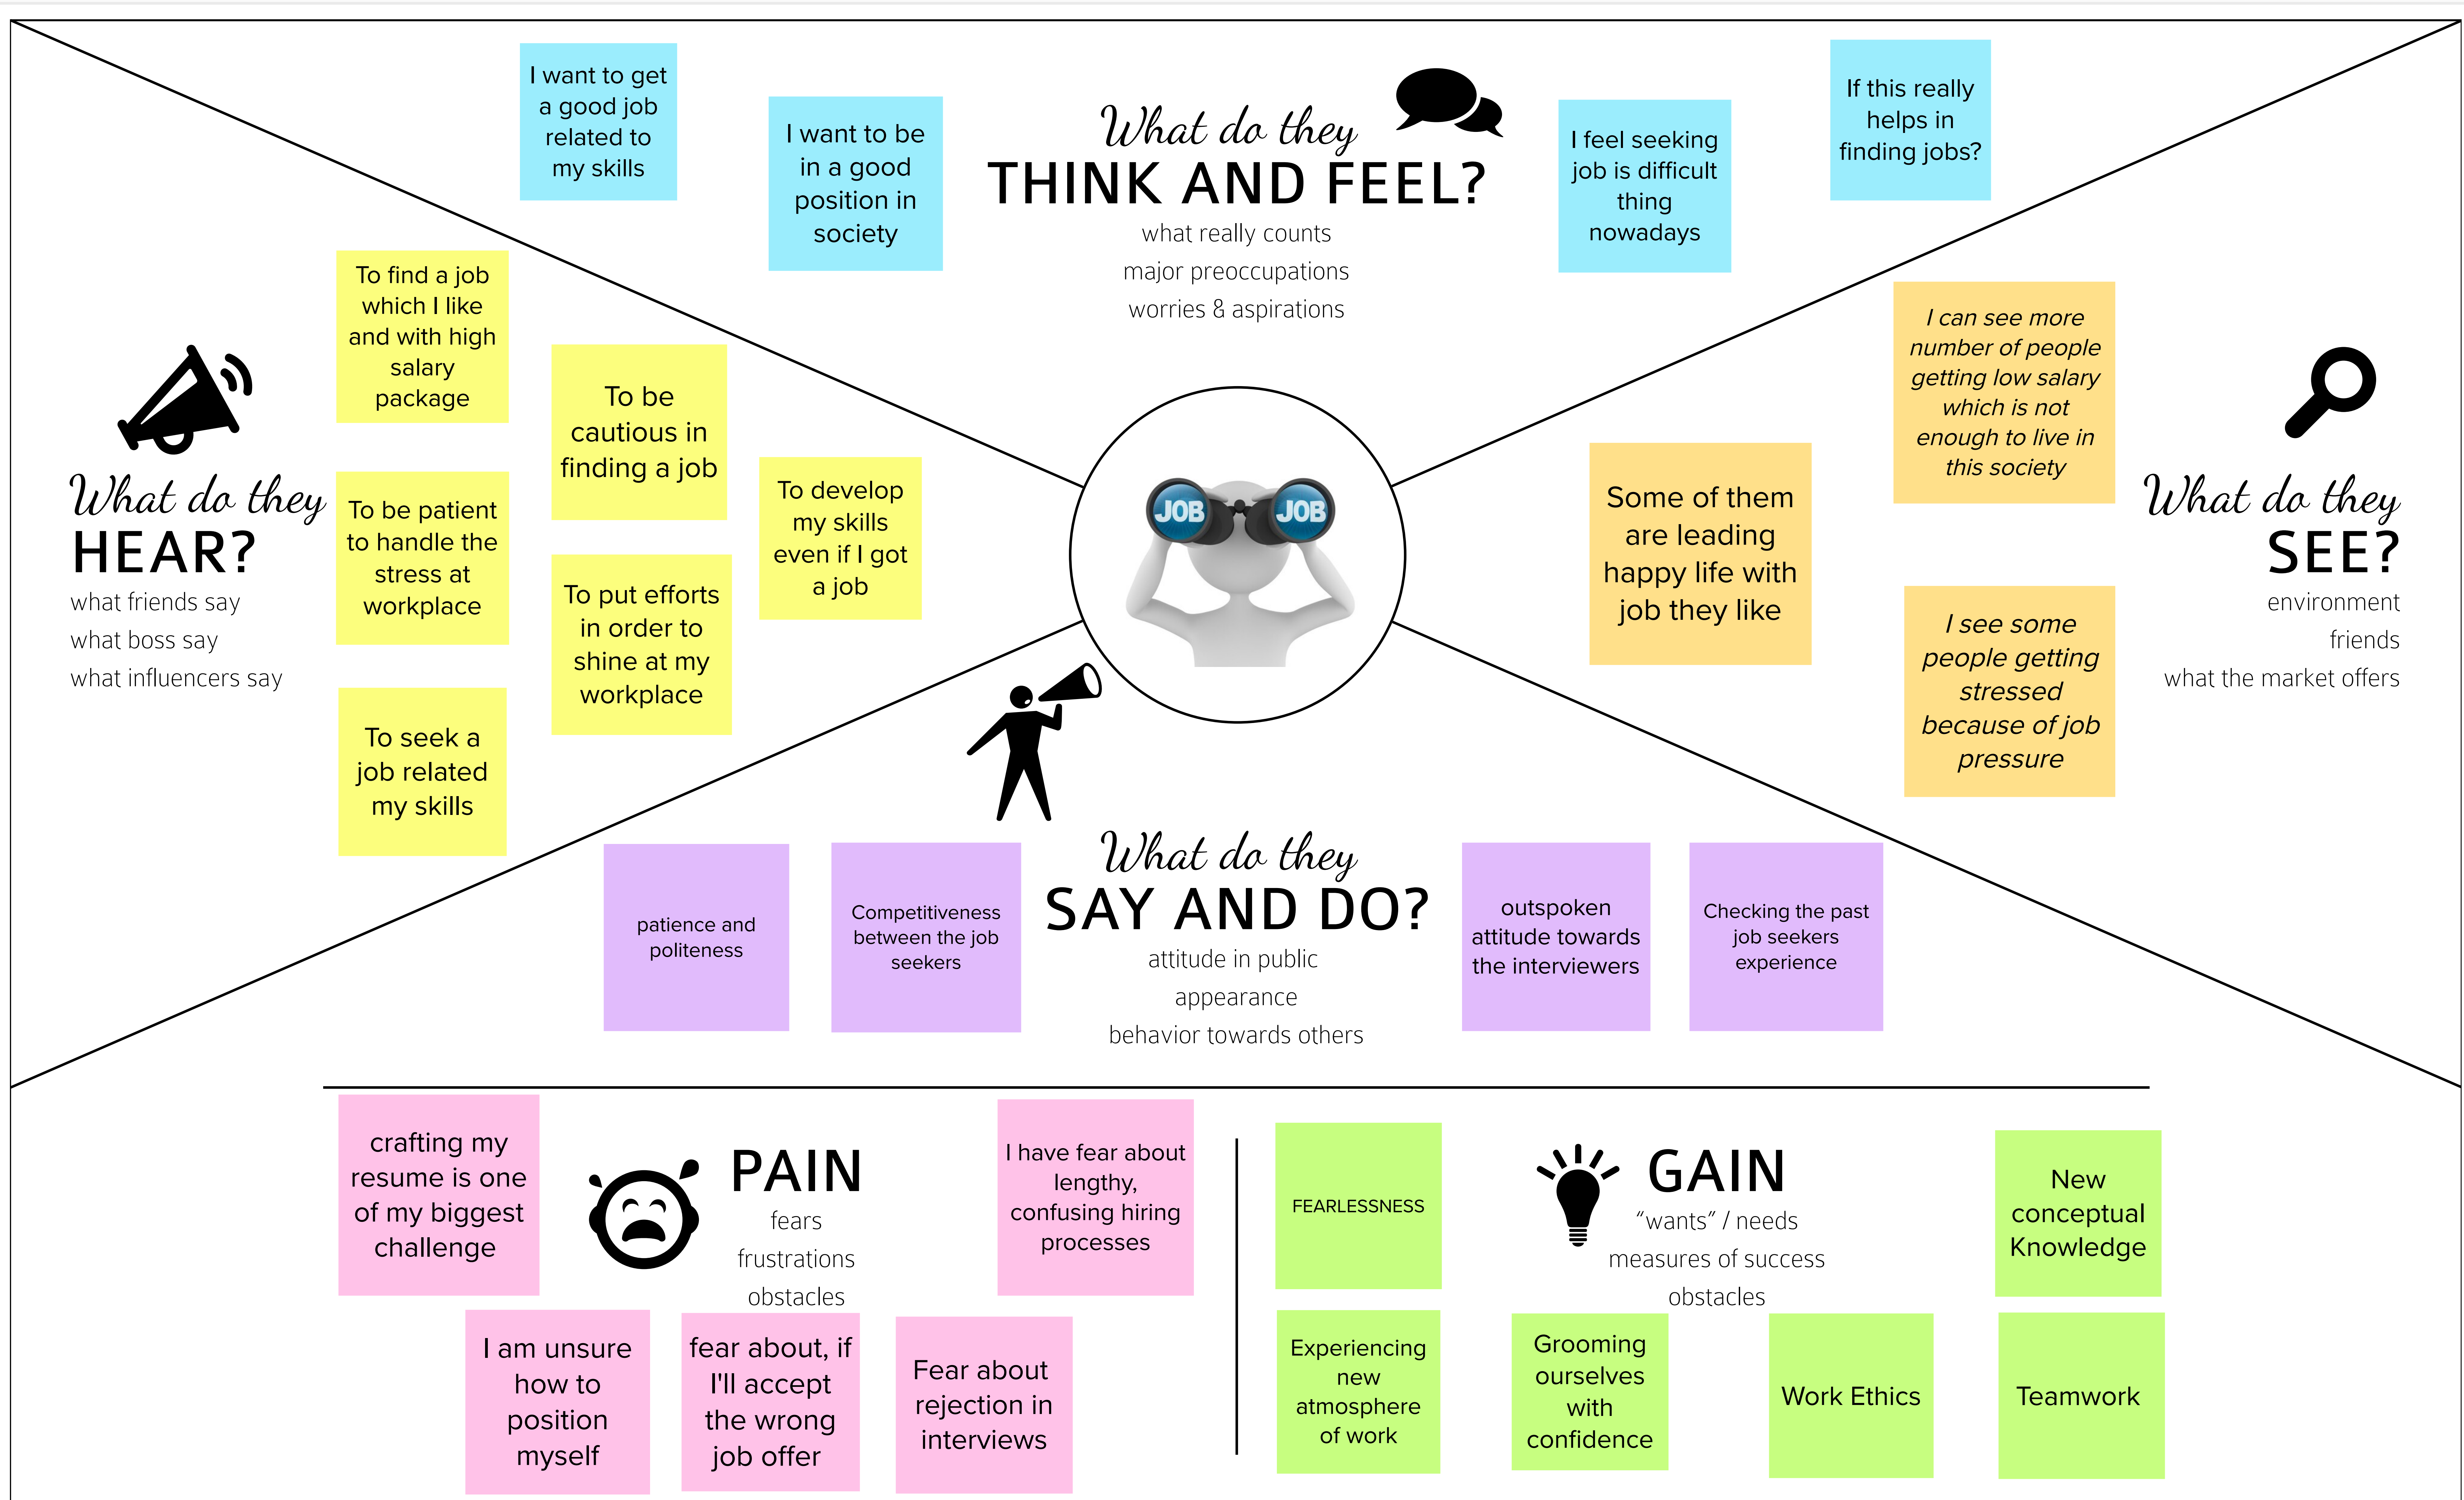 I want to get
a good job
related to
my skills
I want to be
in a good
position in
society
What do they
THINK AND FEEL?
what really counts
major preoccupations
worries & aspirations
I feel seeking
job is difficult
thing
nowadays
If this really
helps in
finding jobs?
What do they
HEAR?
what friends say
what boss say
what influencers say
To find a job
which I like
and with high
salary
package
To be
cautious in
finding a job
To be patient
to handle the
stress at
workplace
To develop
my skills
even if I got
a job
To put efforts
in order to
shine at my
workplace
To seek a
job related
my skills
JOB
JOB
Some of them
are leading
happy life with
job they like
I can see more
number of people
getting low salary
which is not
enough to live in
this society
I see some
people getting
stressed
because of job
pressure
What do they
SEE?
environment
friends
what the market offers
patience and
politeness
Competitiveness
between the job
seekers
What do they
SAY AND DO?
attitude in public
appearance
behavior towards others
outspoken
attitude towards
the interviewers
Checking the past
job seekers
experience
crafting my
resume is one
of my biggest
challenge
PAIN
fears
frustrations
obstacles
I have fear about
lengthy,
confusing hiring
processes
I am unsure
how to
position
myself
fear about, if
I'll accept
the wrong
job offer
Fear about
rejection in
interviews
FEARLESSNESS
GAIN
“wants” / needs
measures of success
obstacles
New
conceptual
Knowledge
Experiencing
new
atmosphere
of work
Grooming
ourselves
with
confidence
Work Ethics
Teamwork